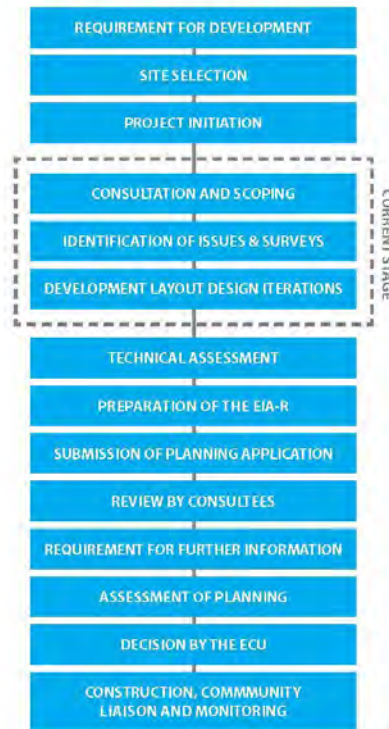 REQUIREMENT FOR DEVELOPMENT
SITE SELECTION
PROJECT INITIATION
CONSULTATION AND SCOPING
IDENTIFICATION OF ISSUES & SURVEYS
DEVELOPMENT LAYOUT DESIGN ITERATIONS
CURRENT STAGE
TECHNICAL ASSESSMENT
PREPARATION OF THE EIA-R
SUBMISSION OF PLANNING APPLICATION
REVIEW BY CONSULTEES
REQUIREMENT FOR FURTHER INFORMATION
ASSESSMENT OF PLANNING
DECISION BY THE ECU
CONSTRUCTION, COMMMUNITY
LIAISON AND MONITORING